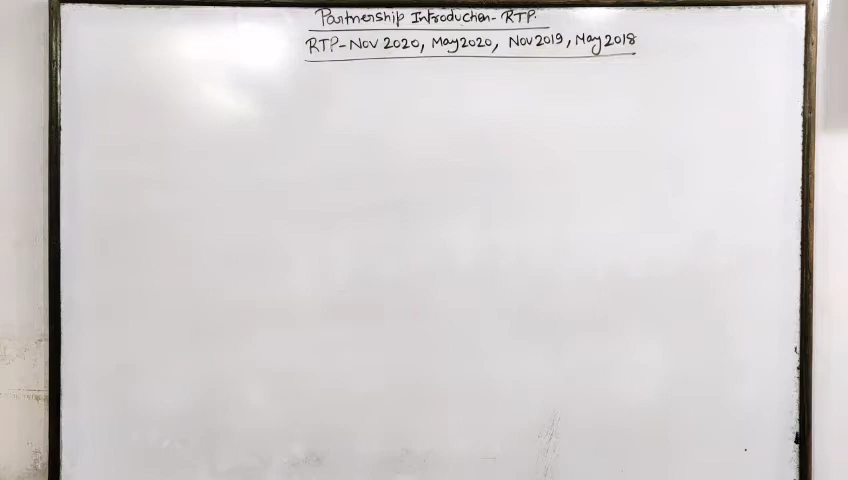 Partnership Introduction - RTP.
RTP - Nov 2020, May 2020, Nov 2019, May 2018